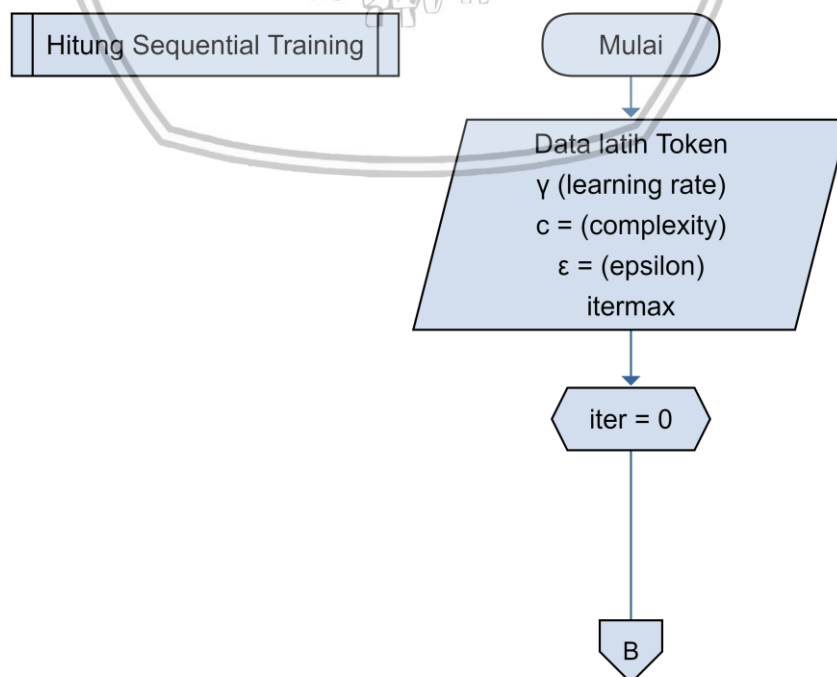 Hitung Sequential Training
Mulai
Data latih Token
γ (learning rate)
c = (complexity)
ε = (epsilon)
itermax
iter = 0
B